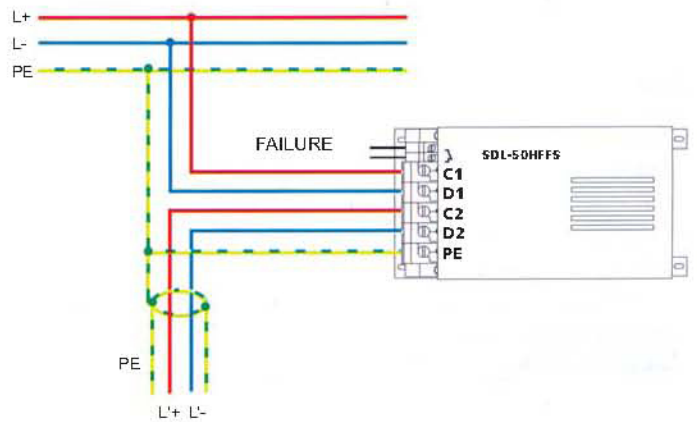 L+
L-
PE
FAILURE
SDL-50HFFS
C1
D1
C2
D2
PE
PE
L'+ L'-